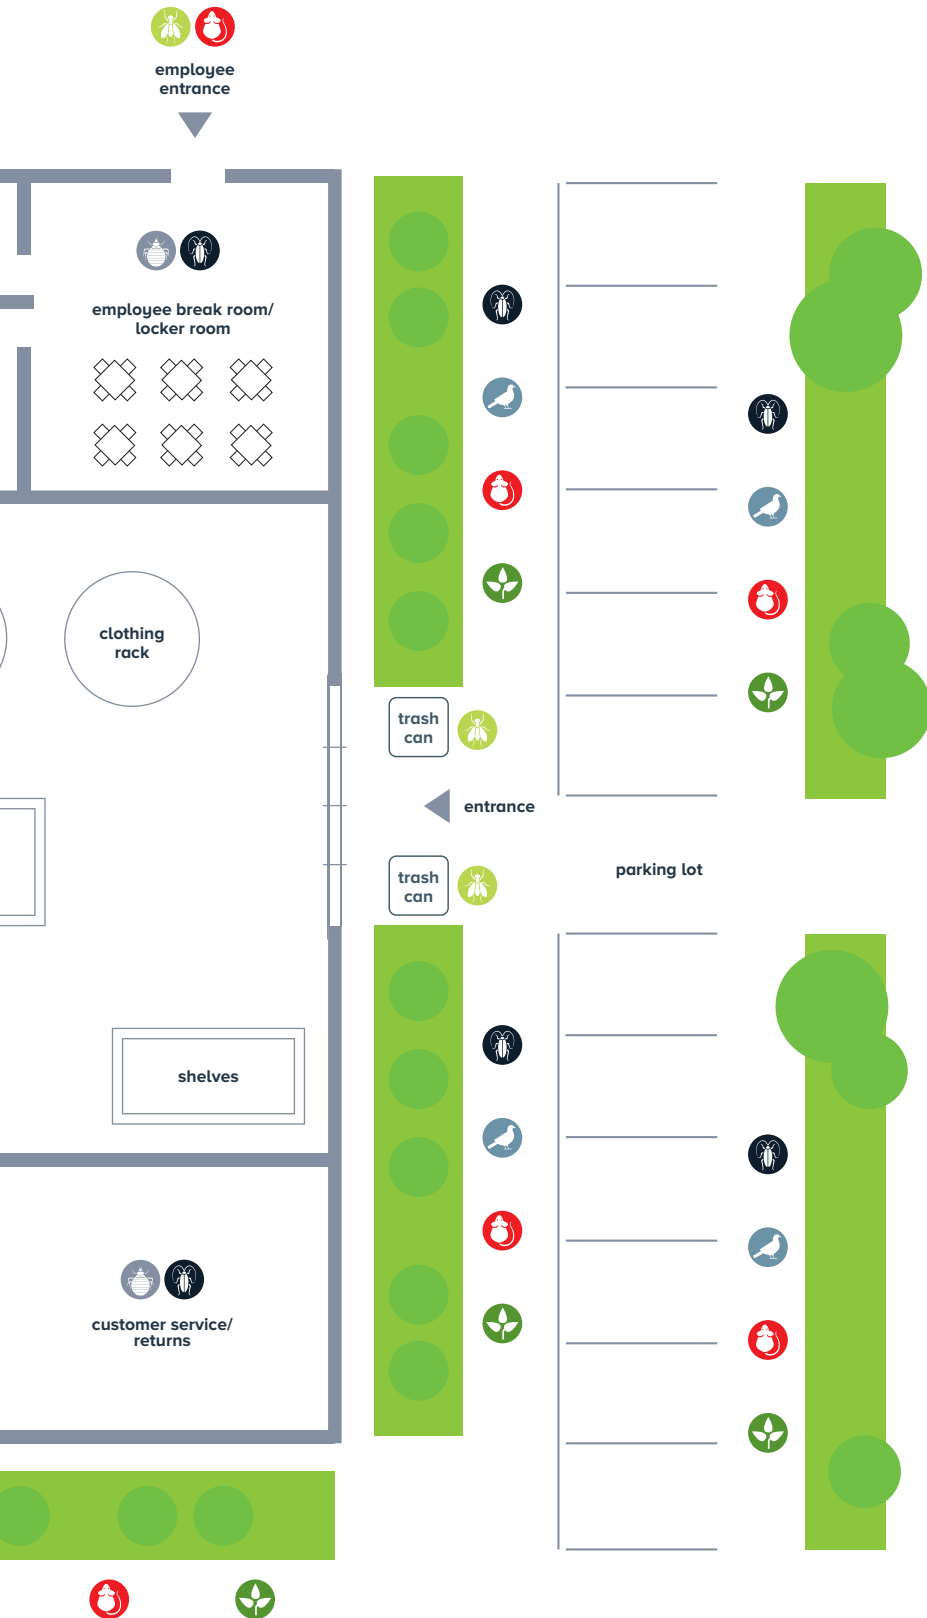 employee
entrance
employee break room/
locker room
clothing
rack
trash
can
entrance
parking lot
trash
can
shelves
customer service/
returns